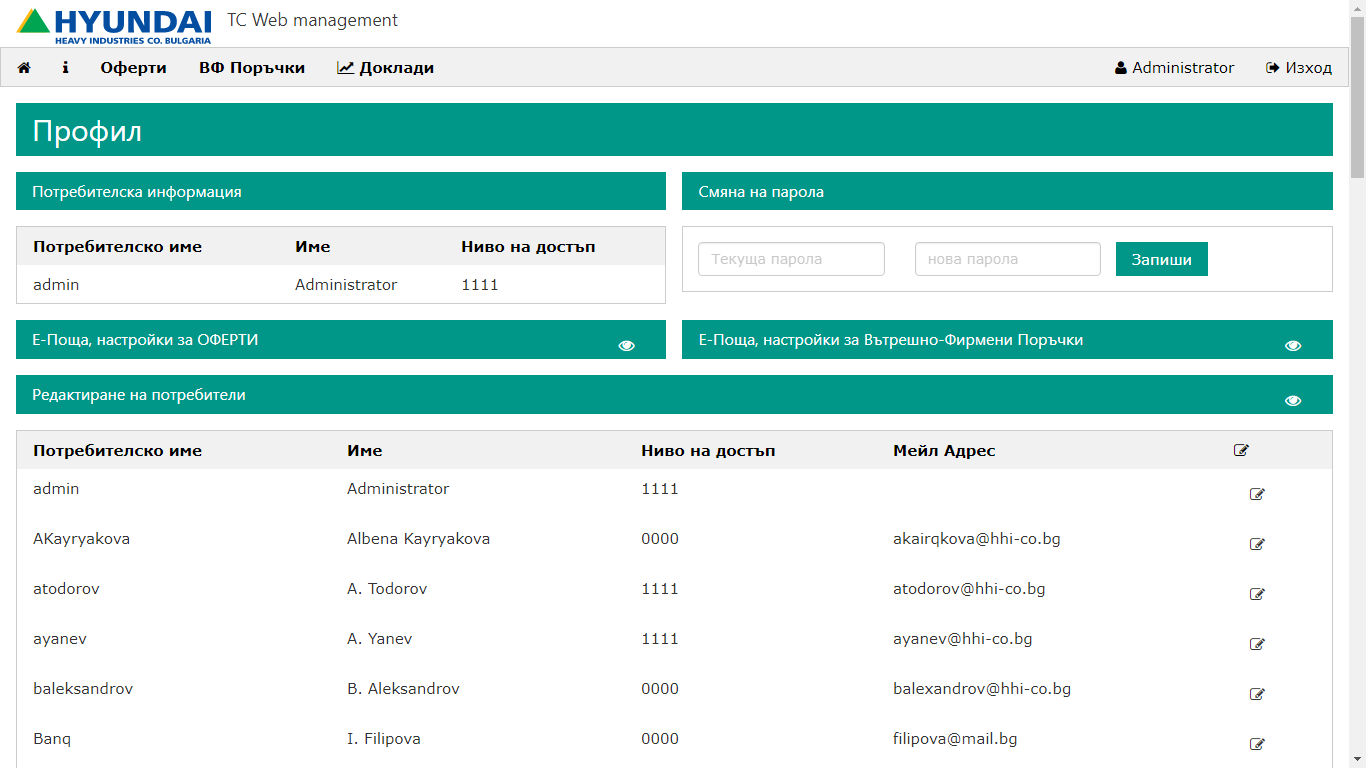 HYUNDAI
HEAVY INDUSTRIES CO. BULGARIA
TC Web management
Оферти ВФ Поръчки Доклади Administrator Изход
Профил
Потребителска информация
Потребителско име Име Ниво на достъп
admin Administrator 1111
Смяна на парола
Текуща парола нова парола Запиши
Е-Поща, настройки за ОФЕРТИ
Е-Поща, настройки за Вътрешно-Фирмени Поръчки
Редактиране на потребители
Потребителско име Име Ниво на достъп Мейл Адрес
admin Administrator 1111
AKayryakova Albena Kayryakova 0000 akairqkova@hhi-co.bg
atodorov A. Todorov 1111 atodorov@hhi-co.bg
ayanev A. Yanev 1111 ayanev@hhi-co.bg
baleksandrov B. Aleksandrov 0000 balexandrov@hhi-co.bg
Banq I. Filipova 0000 filipova@mail.bg